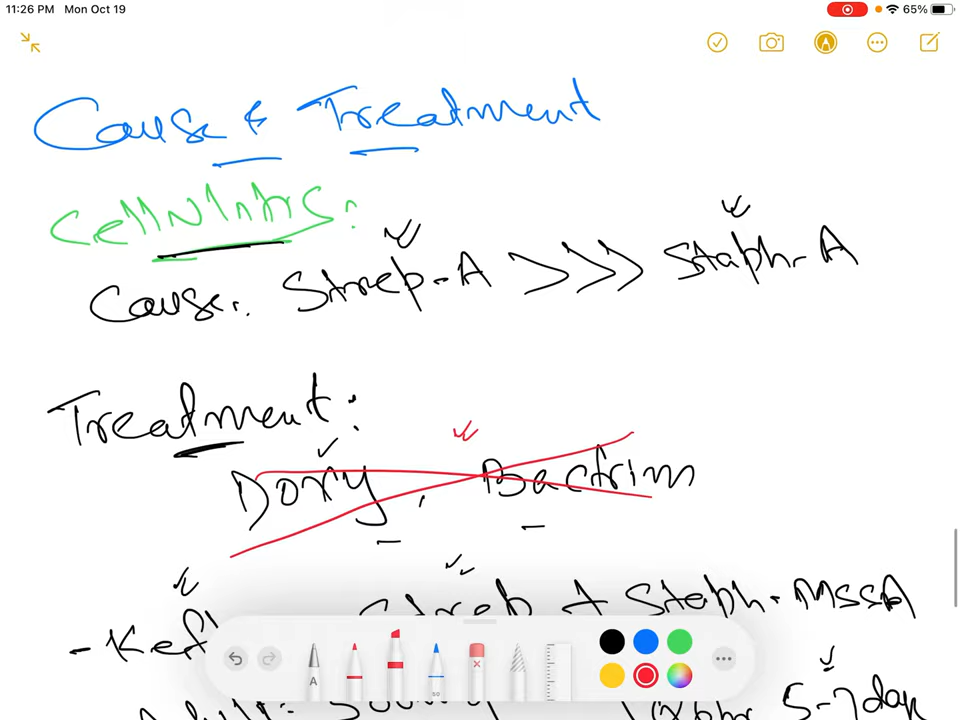 11:26 PM Mon Oct 19
65%
Cause & Treatment
Cellulitis:
Cause: Strep-A >>> Staph-A
Treatment:
Doxy, Bactrim
- Kefl Strep + Staph-MSSA
5-7 day
A
50